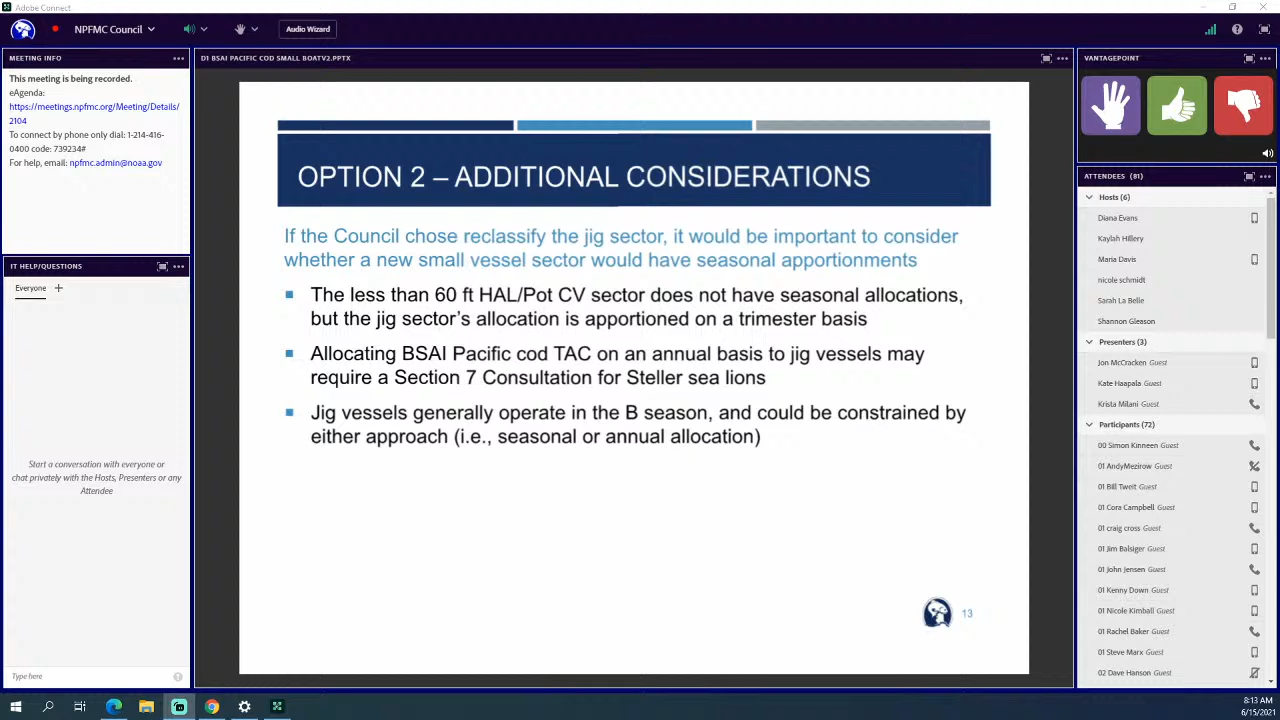 Adobe Connect
NPFMC Council
Audio Wizard
MEETING INFO
This meeting is being recorded.
eAgenda:
https://meetings.npfmc.org/Meeting/Details/
2104
To connect by phone only dial: 1-214-416-
0400 code: 739234#
For help, email: npfmc.admin@noaa.gov
IT HELP/QUESTIONS
Everyone
Start a conversation with everyone or
chat privately with the Hosts, Presenters or any
Attendee
Type here
D1 BSAI PACIFIC COD SMALL BOATV2.PPTX
OPTION 2 – ADDITIONAL CONSIDERATIONS
If the Council chose reclassify the jig sector, it would be important to consider
whether a new small vessel sector would have seasonal apportionments
The less than 60 ft HAL/Pot CV sector does not have seasonal allocations,
but the jig sector's allocation is apportioned on a trimester basis
Allocating BSAI Pacific cod TAC on an annual basis to jig vessels may
require a Section 7 Consultation for Steller sea lions
Jig vessels generally operate in the B season, and could be constrained by
either approach (i.e., seasonal or annual allocation)
13
VANTAGEPOINT
ATTENDEES (81)
Hosts (6)
Diana Evans
Kaylah Hillery
Maria Davis
nicole schmidt
Sarah La Belle
Shannon Gleason
Presenters (3)
Jon McCracken Guest
Kate Haapala Guest
Krista Milani Guest
Participants (72)
00 Simon Kinneen Guest
01 AndyMezirow Guest
01 Bill Tweit Guest
01 Cora Campbell Guest
01 craig cross Guest
01 Jim Balsiger Guest
01 John Jensen Guest
01 Kenny Down Guest
01 Nicole Kimball Guest
01 Rachel Baker Guest
01 Steve Marx Guest
02 Dave Hanson Guest
8:13 AM
6/15/2021